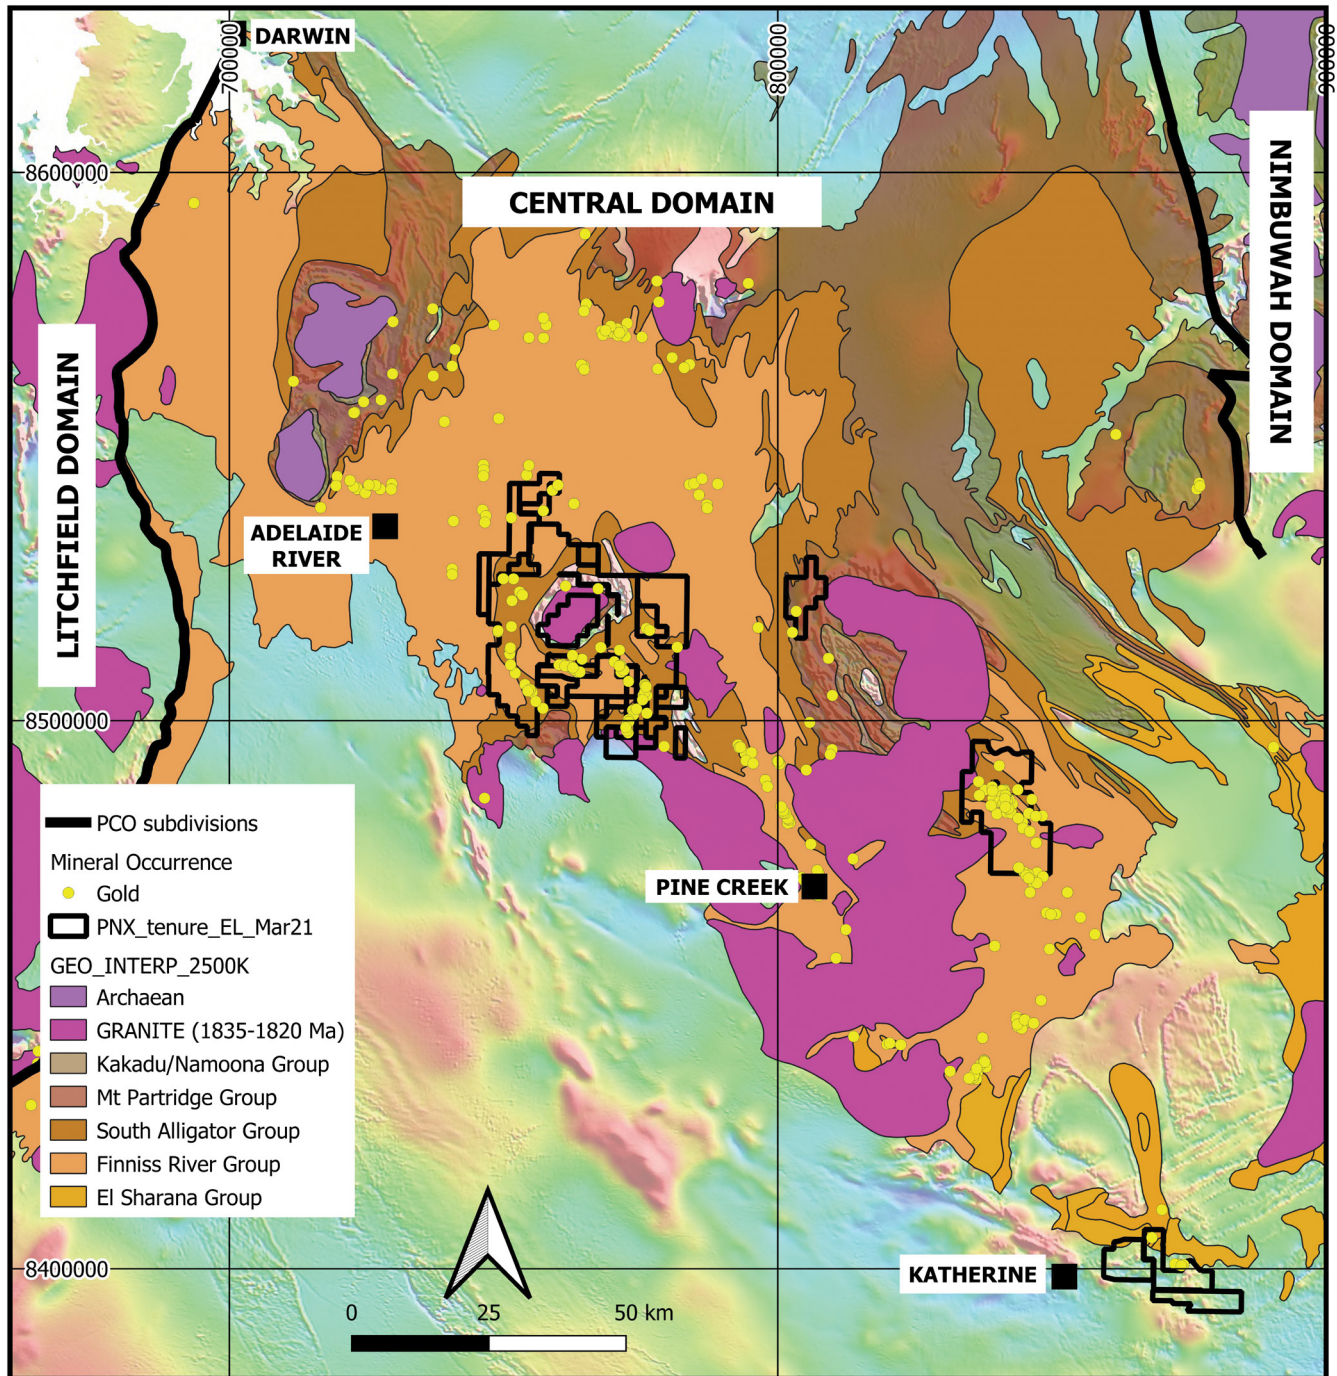 DARWIN
700000
800000
900000
8600000
CENTRAL DOMAIN
NIMBUWAH DOMAIN
LITCHFIELD DOMAIN
ADELAIDE
RIVER
8500000
PCO subdivisions
Mineral Occurrence
Gold
PNX_tenure_EL_Mar21
GEO_INTERP_2500K
Archaean
GRANITE (1835-1820 Ma)
Kakadu/Namoona Group
Mt Partridge Group
South Alligator Group
Finniss River Group
El Sharana Group
PINE CREEK
8400000
KATHERINE
0 25 50 km